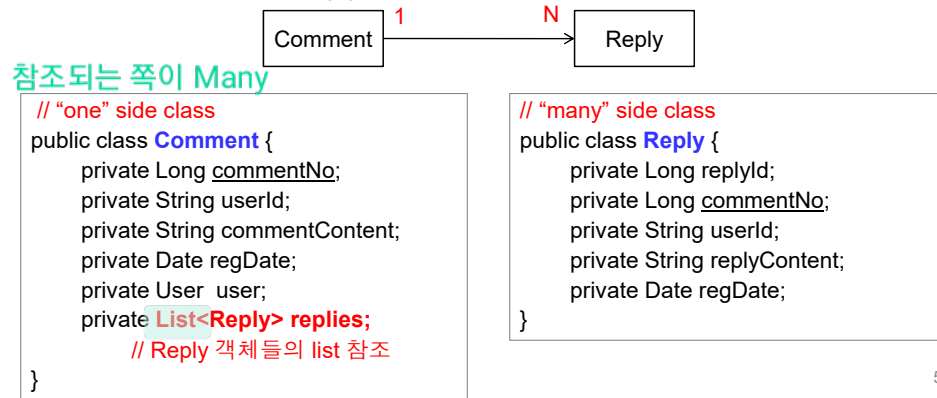 1
N
Comment
Reply
참조되는 쪽이 Many
// “one” side class
public class Comment {
private Long commentNo;
private String userId;
private String commentContent;
private Date regDate;
private User user;
private List<Reply> replies;
// Reply 객체들의 list 참조
}
// “many” side class
public class Reply {
private Long replyId;
private Long commentNo;
private String userId;
private String replyContent;
private Date regDate;
}